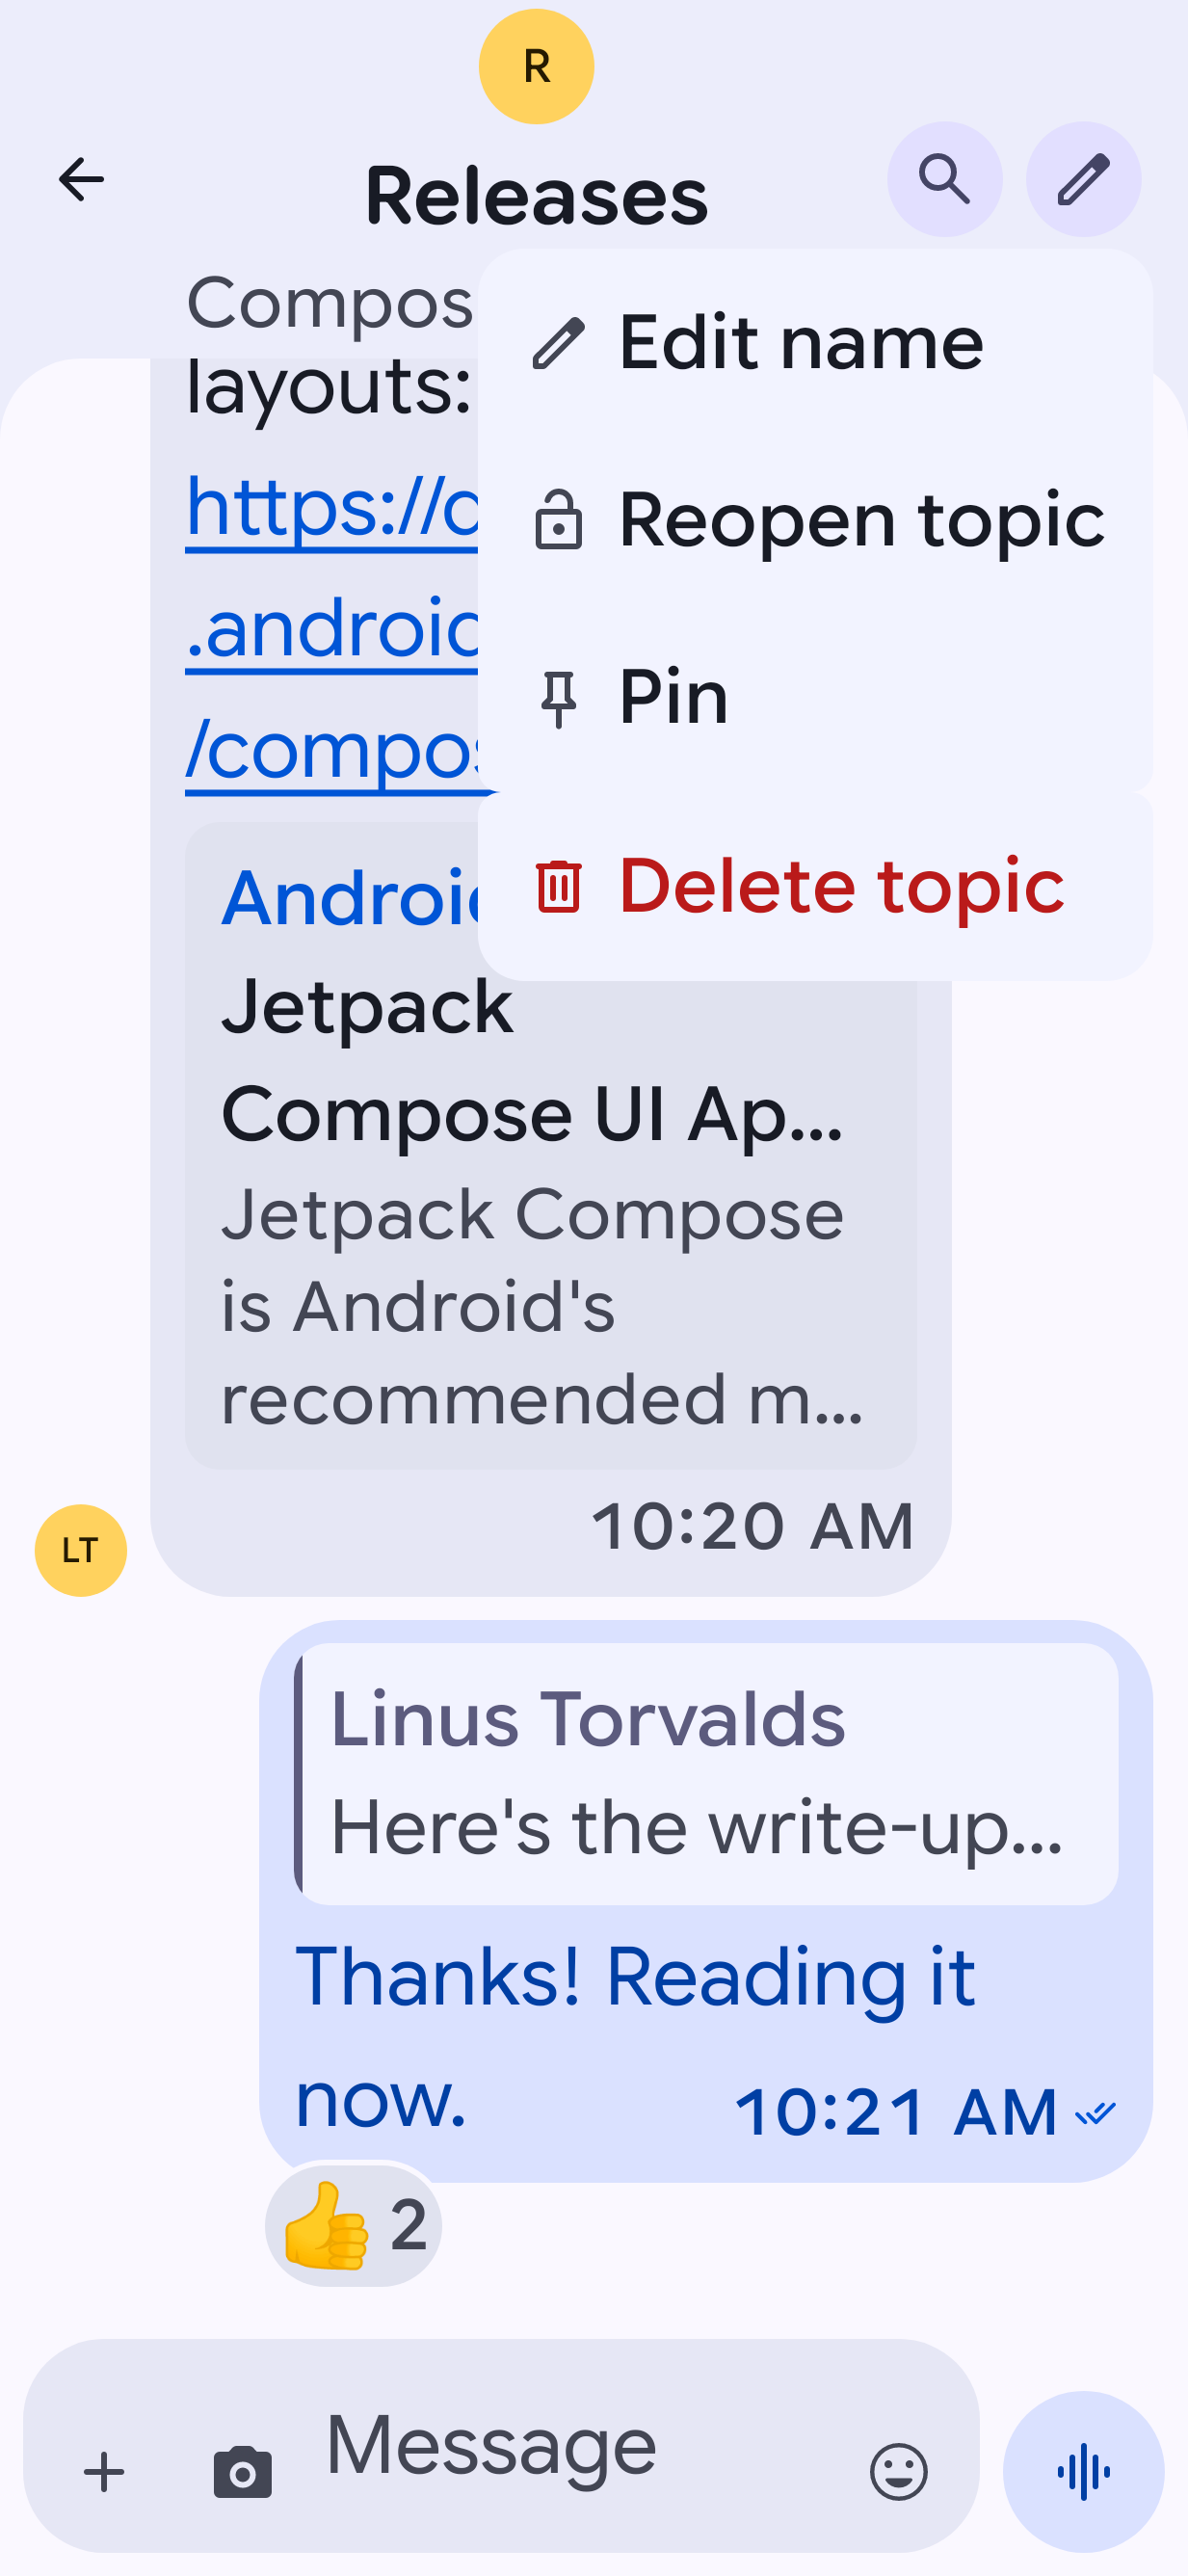 R
Releases
Compos
layouts:
https://d
.android
/compos
Android
Jetpack
Compose UI Ap...
Jetpack Compose
is Android's
recommended m...
10:20 AM
LT
Edit name
Reopen topic
Pin
Delete topic
Linus Torvalds
Here's the write-up...
Thanks! Reading it
now.
10:21 AM
👍 2
Message